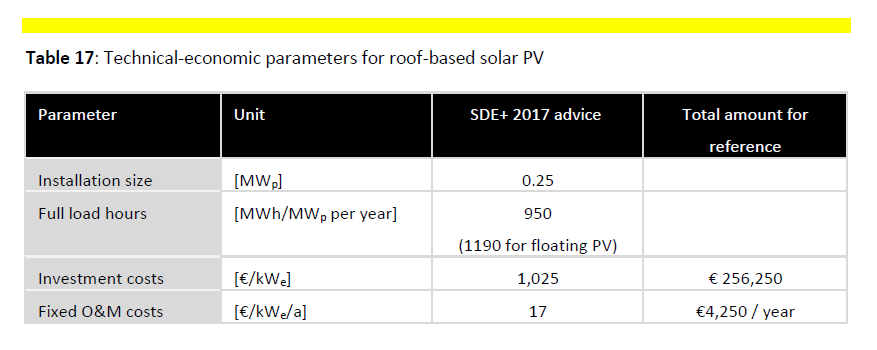 Table 17: Technical-economic parameters for roof-based solar PV
Parameter Unit SDE+ 2017 advice Total amount for
reference
Installation size [MWp] 0.25
Full load hours [MWh/MWp per year] 950
(1190 for floating PV)
Investment costs [€/kWe] 1,025 € 256,250
Fixed O&M costs [€/kWe/a] 17 €4,250 / year